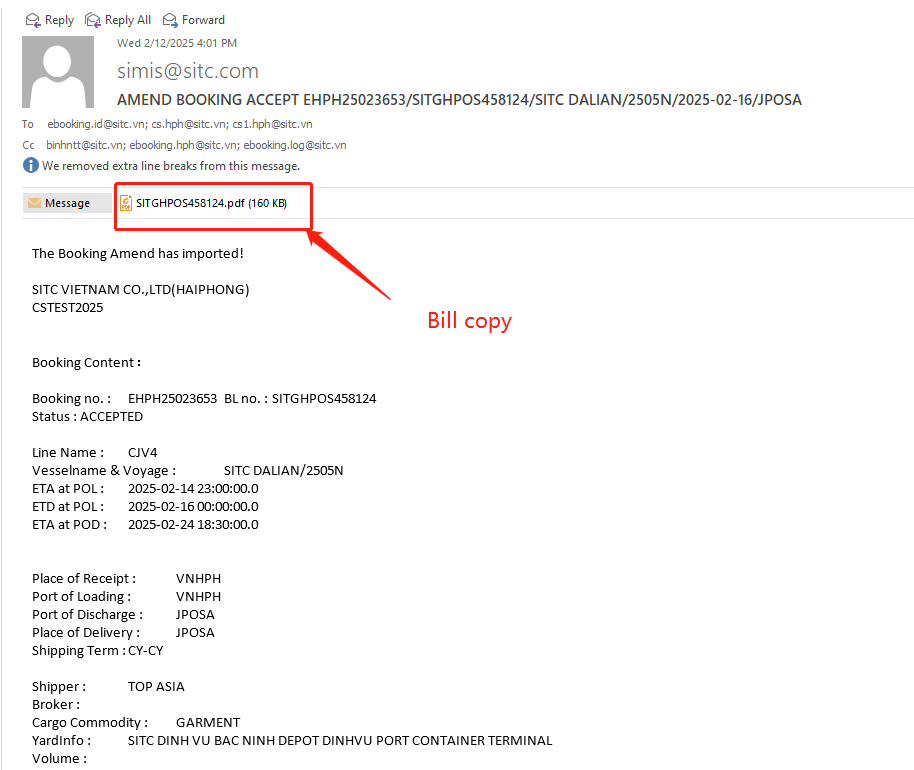 Reply Reply All Forward
Wed 2/12/2025 4:01 PM
simis@sitc.com
AMEND BOOKING ACCEPT EHPH25023653/SITGHPOS458124/SITC DALIAN/2505N/2025-02-16/JPOSA
To ebooking.id@sitc.vn; cs.hph@sitc.vn; cs1.hph@sitc.vn
Cc binhntt@sitc.vn; ebooking.hph@sitc.vn; ebooking.log@sitc.vn
We removed extra line breaks from this message.
Message SITGHPOS458124.pdf (160 KB)
The Booking Amend has imported!
SITC VIETNAM CO.,LTD(HAIPHONG)
CSTEST2025
Bill copy
Booking Content :
Booking no. : EHPH25023653 BL no. : SITGHPOS458124
Status : ACCEPTED
Line Name : CJV4
Vesselname & Voyage : SITC DALIAN/2505N
ETA at POL : 2025-02-14 23:00:00.0
ETD at POL : 2025-02-16 00:00:00.0
ETA at POD : 2025-02-24 18:30:00.0
Place of Receipt : VNHPH
Port of Loading : VNHPH
Port of Discharge : JPOSA
Place of Delivery : JPOSA
Shipping Term : CY-CY
Shipper : TOP ASIA
Broker :
Cargo Commodity : GARMENT
YardInfo : SITC DINH VU BAC NINH DEPOT DINHVU PORT CONTAINER TERMINAL
Volume :